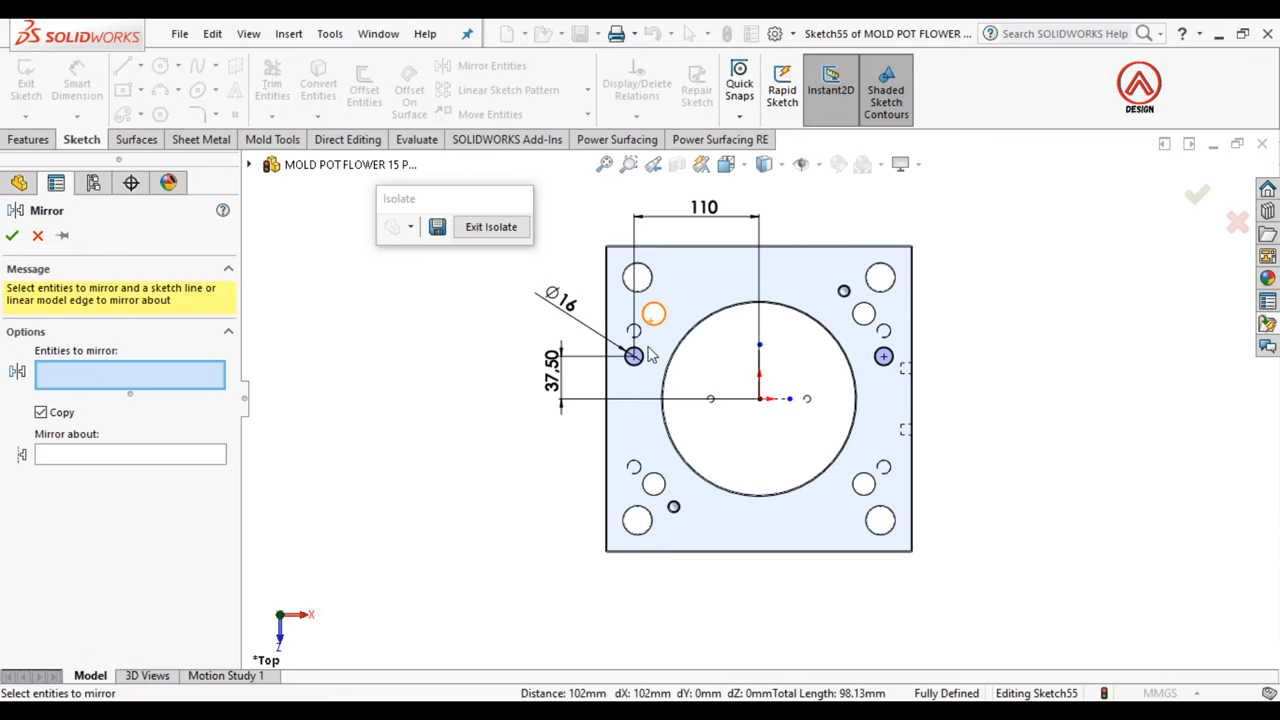 SOLIDWORKS
File Edit View Insert Tools Window Help
Sketch55 of MOLD POT FLOWER ...
Search SOLIDWORKS Help
Exit Sketch
Smart Dimension
Trim Entities
Convert Entities
Offset Entities
Offset On Surface
Mirror Entities
Linear Sketch Pattern
Move Entities
Display/Delete Relations
Repair Sketch
Quick Snaps
Rapid Sketch
Instant2D
Shaded Sketch Contours
DESIGN
Features Sketch Surfaces Sheet Metal Mold Tools Direct Editing Evaluate SOLIDWORKS Add-Ins Power Surfacing Power Surfacing RE
MOLD POT FLOWER 15 P...
Mirror
Isolate
Exit Isolate
Message
Select entities to mirror and a sketch line or
linear model edge to mirror about
Options
Entities to mirror:
Copy
Mirror about:
110
Ø16
37,50
X
Z
*Top
Model 3D Views Motion Study 1
Select entities to mirror
Distance: 102mm dX: 102mm dY: 0mm dZ: 0mmTotal Length: 98.13mm
Fully Defined
Editing Sketch55
MMGS